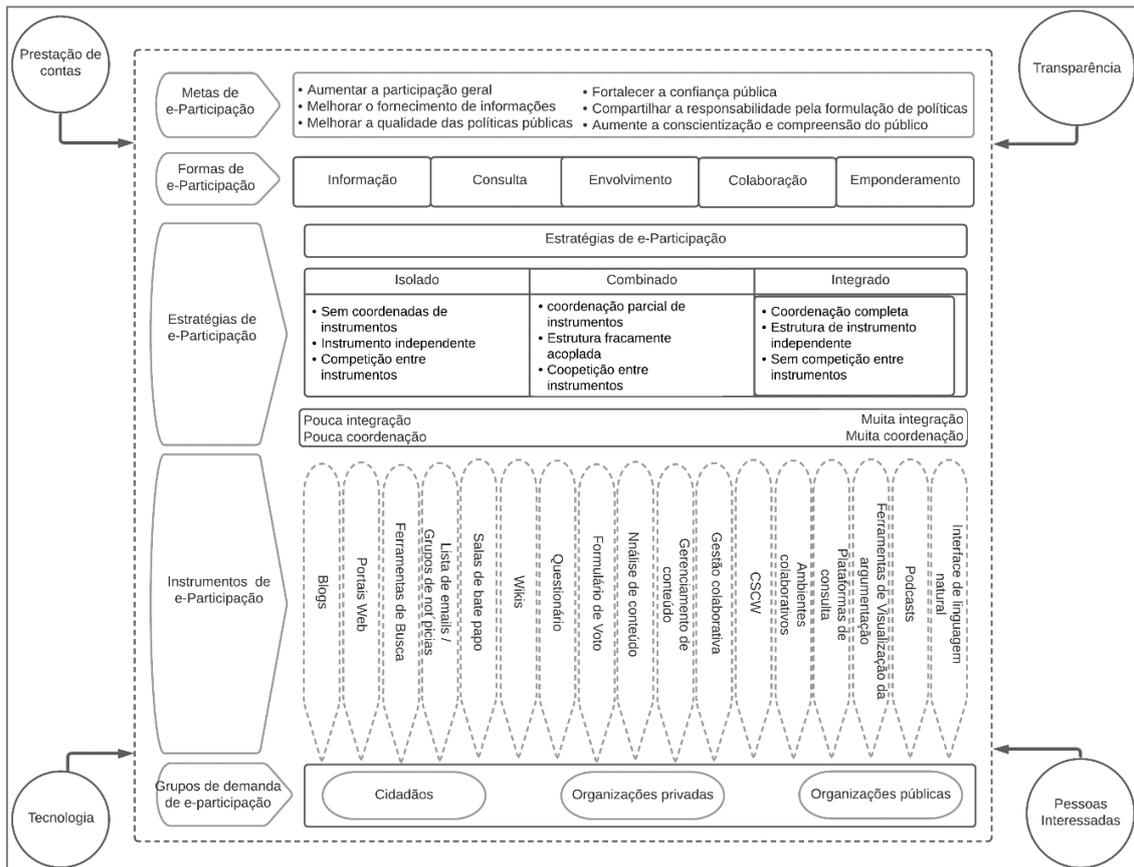 Prestação de
contas
Transparência
Metas de
e-Participação
• Aumentar a participação geral
• Melhorar o fornecimento de informações
• Melhorar a qualidade das políticas públicas
• Fortalecer a confiança pública
• Compartilhar a responsabilidade pela formulação de políticas
• Aumente a conscientização e compreensão do público
Formas de
e-Participação
Informação
Consulta
Envolvimento
Colaboração
Emponderamento
Estratégias de
e-Participação
Estratégias de e-Participação
Isolado
• Sem coordenadas de
instrumentos
• Instrumento independente
• Competição entre
instrumentos
Combinado
• coordenação parcial de
instrumentos
• Estrutura fracamente
acoplada
• Coopetição entre
instrumentos
Integrado
• Coordenação completa
• Estrutura de instrumento
independente
• Sem competição entre
instrumentos
Pouca integração
Pouca coordenação
Muita integração
Muita coordenação
Instrumentos de
e-Participação
Blogs
Portais Web
Ferramentas de Busca
Lista de emails /
Grupos de not picias
Salas de bate papo
Wikis
Questionário
Formulário de Voto
Nnálise de conteúdo
Gerenciamento de
conteúdo
Gestão colaborativa
CSCW
Ambientes
colaborativos
Plataformas de
consulta
Ferramentas de Visualização da
argumentação
Podcasts
Interface de linguagem
natural
Grupos de demanda
de e-participação
Cidadãos
Organizações privadas
Organizações públicas
Tecnologia
Pessoas
Interessadas